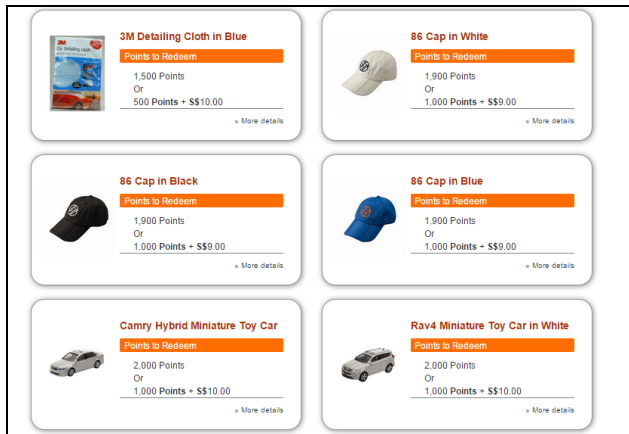 3M Detailing Cloth in Blue
Points to Redeem
1,500 Points
Or
500 Points + S$10.00
» More details
86 Cap in White
Points to Redeem
1,900 Points
Or
1,000 Points + S$9.00
» More details
86 Cap in Black
Points to Redeem
1,900 Points
Or
1,000 Points + S$9.00
» More details
86 Cap in Blue
Points to Redeem
1,900 Points
Or
1,000 Points + S$9.00
» More details
Camry Hybrid Miniature Toy Car
Points to Redeem
2,000 Points
Or
1,000 Points + S$10.00
» More details
Rav4 Miniature Toy Car in White
Points to Redeem
2,000 Points
Or
1,000 Points + S$10.00
» More details
3M
Car Detailing Cloth